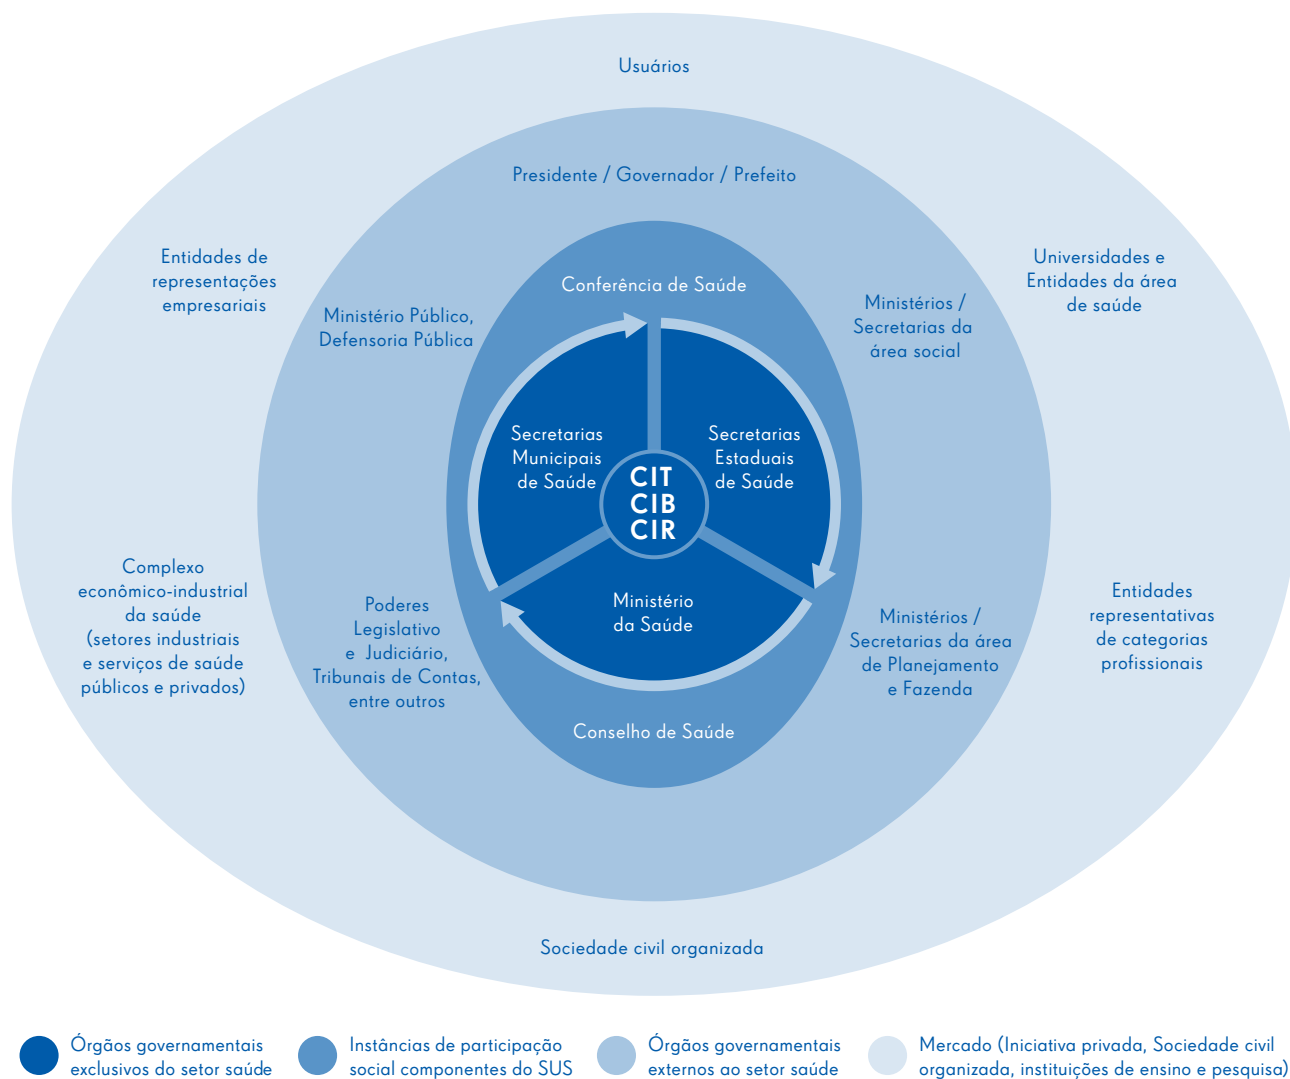 Usuários
Presidente / Governador / Prefeito
Entidades de
representações
empresariais
Universidades e
Entidades da área
de saúde
Conferência de Saúde
Ministério Público,
Defensoria Pública
Ministérios /
Secretarias da
área social
Secretarias
Municipais
de Saúde
Secretarias
Estaduais
de Saúde
CIT
CIB
CIR
Ministério
da Saúde
Complexo
econômico-industrial
da saúde
(setores industriais
e serviços de saúde
públicos e privados)
Poderes
Legislativo
e Judiciário,
Tribunais de Contas,
entre outros
Ministérios /
Secretarias da área
de Planejamento
e Fazenda
Entidades
representativas
de categorias
profissionais
Conselho de Saúde
Sociedade civil organizada
Órgãos governamentais
exclusivos do setor saúde
Instâncias de participação
social componentes do SUS
Órgãos governamentais
externos ao setor saúde
Mercado (Iniciativa privada, Sociedade civil
organizada, instituições de ensino e pesquisa)